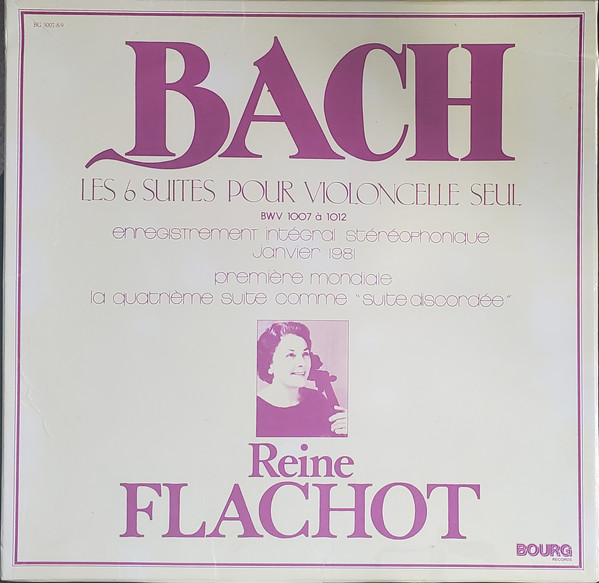 BG 3007-8-9
BACH
LES 6 SUITES POUR VIOLONCELLE SEUL
BWV 1007 à 1012
enregistrement intégral stéréophonique
Janvier 1981
première mondiale
la quatrième suite comme "suite discordée"
Reine
FLACHOT
BOURG
RECORDS